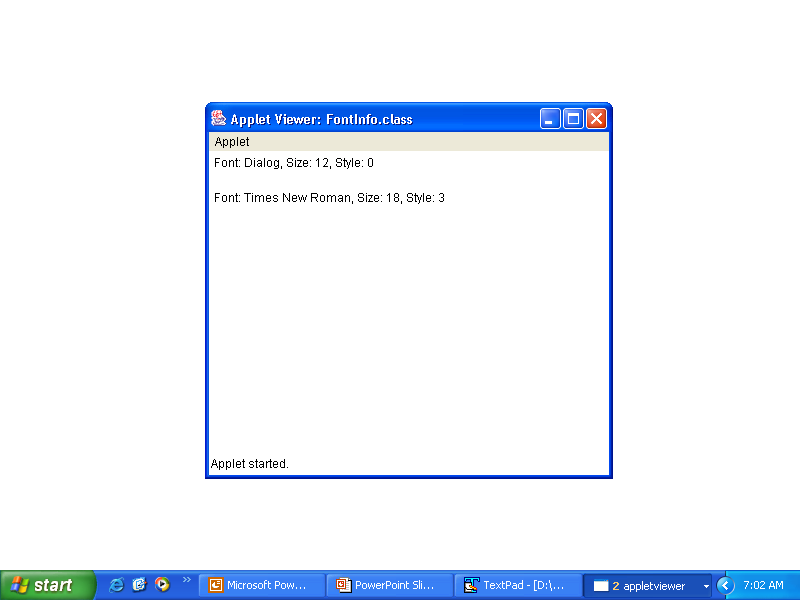 Applet Viewer: FontInfo.class
Applet
Font: Dialog, Size: 12, Style: 0
Font: Times New Roman, Size: 18, Style: 3
Applet started.
start
Microsoft Pow...
PowerPoint Sli...
TextPad - [D:\...
2 appletviewer
7:02 AM